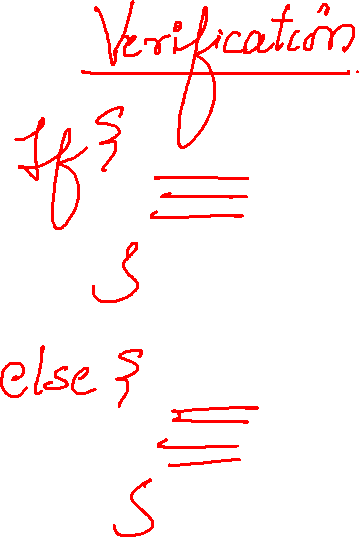 Verification
If {
}
else {
}